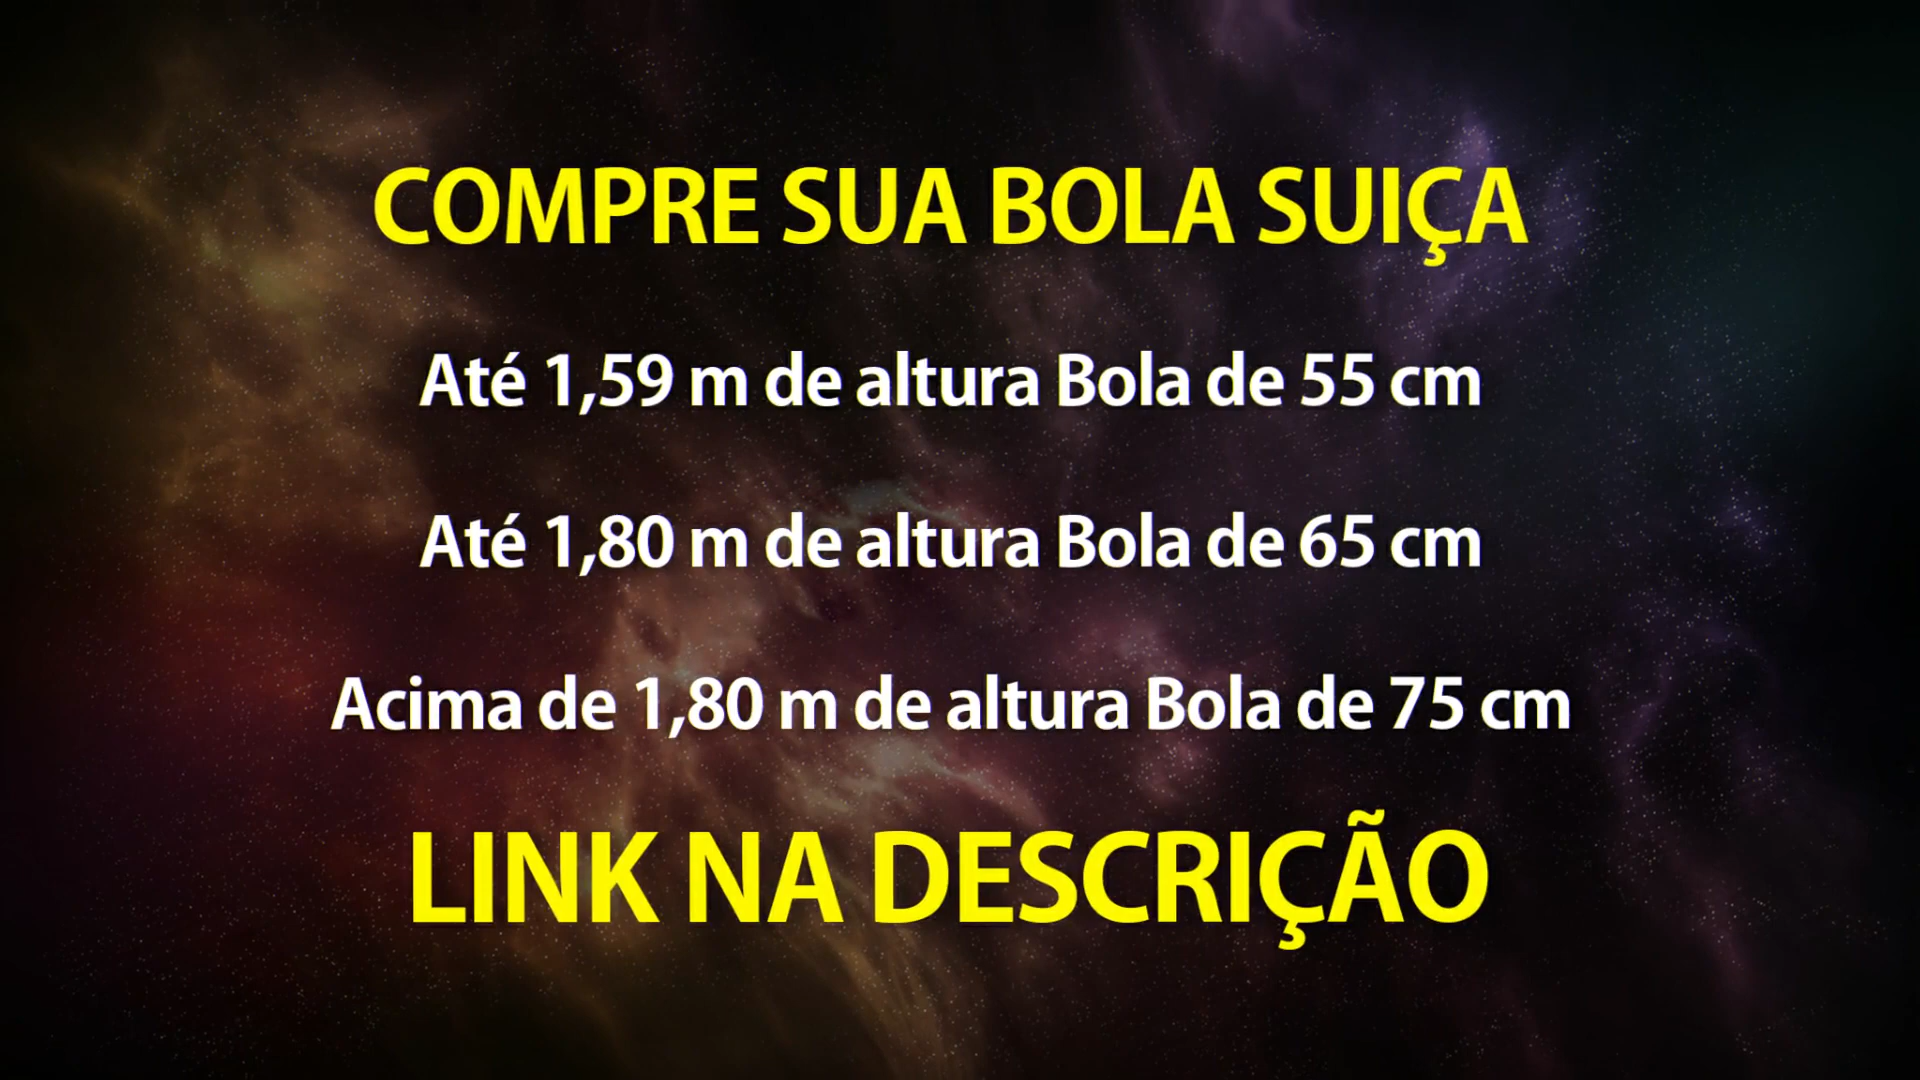 COMPRE SUA BOLA SUIÇA
Até 1,59 m de altura Bola de 55 cm
Até 1,80 m de altura Bola de 65 cm
Acima de 1,80 m de altura Bola de 75 cm
LINK NA DESCRIÇÃO